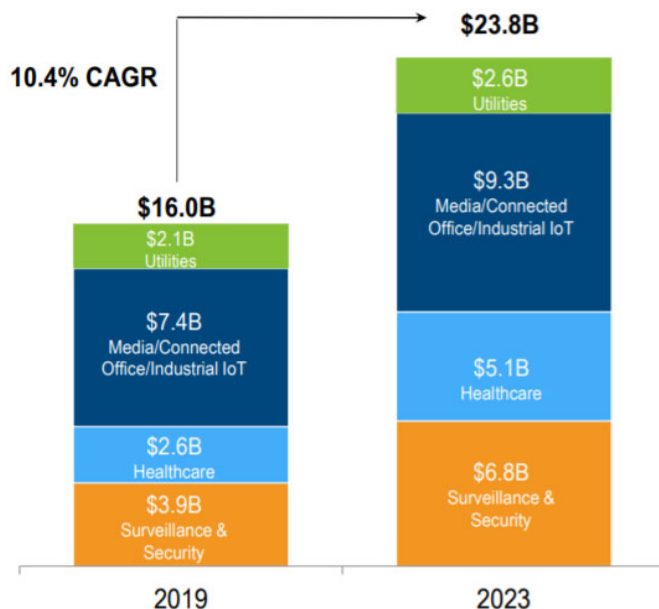 $23.8B
10.4% CAGR
$2.6B
Utilities
$9.3B
Media/Connected
Office/Industrial IoT
$16.0B
$2.1B
Utilities
$7.4B
Media/Connected
Office/Industrial IoT
$5.1B
Healthcare
$2.6B
Healthcare
$6.8B
Surveillance &
Security
$3.9B
Surveillance &
Security
2019
2023